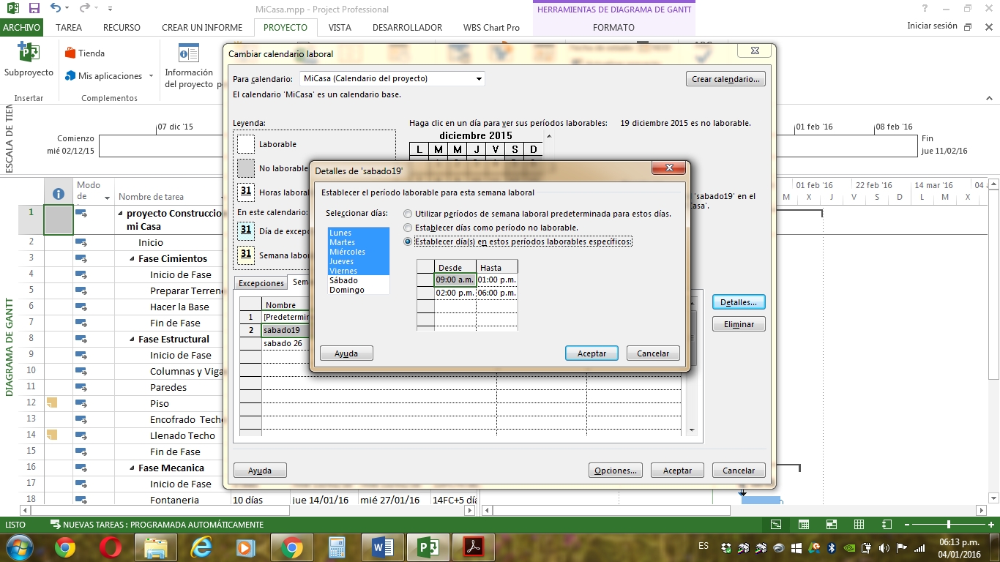 MiCasa.mpp - Project Professional
HERRAMIENTAS DE DIAGRAMA DE GANTT
ARCHIVO TAREA RECURSO CREAR UN INFORME PROYECTO VISTA DESARROLLADOR WBS Chart Pro FORMATO Iniciar sesión
Subproyecto
Tienda
Mis aplicaciones
Información
del proyecto
Insertar Complementos
Cambiar calendario laboral
Para calendario: MiCasa (Calendario del proyecto) Crear calendario...
El calendario 'MiCasa' es un calendario base.
Leyenda:
Laborable
No laborable
31 Horas labora
En este calendario:
31 Día de excepc
31 Semana labo
Haga clic en un día para ver sus períodos laborables: 19 diciembre 2015 es no laborable.
diciembre 2015
L M M J V S D
'sabado19' en el
ESCALA DE TIEM
07 dic '15 01 feb '16 08 feb '16
Comienzo
mié 02/12/15
Fin
jue 11/02/16
Excepciones Sem
Nombre
1 [Predetermin
2 sabado19
sabado 26
Detalles...
Eliminar
Ayuda Opciones... Aceptar Cancelar
Detalles de 'sabado19'
Establecer el período laborable para esta semana laboral
Seleccionar días:
Lunes
Martes
Miércoles
Jueves
Viernes
Sábado
Domingo
Utilizar períodos de semana laboral predeterminada para estos días.
Establecer días como período no laborable.
Establecer día(s) en estos períodos laborables específicos:
Desde Hasta
09:00 a.m. 01:00 p.m.
02:00 p.m. 06:00 p.m.
Ayuda Aceptar Cancelar
DIAGRAMA DE GANTT
Modo
de
Nombre de tarea
01 feb '16 22 feb '16 14 mar '16
M J V S D L M X J
1 proyecto Construccio
mi Casa
2 Inicio
3 Fase Cimientos
4 Inicio de Fase
5 Preparar Terren
6 Hacer la Base
7 Fin de Fase
8 Fase Estructural
9 Inicio de Fase
10 Columnas y Viga
11 Paredes
12 Piso
13 Encofrado Techo
14 Llenado Techo
15 Fin de Fase
16 Fase Mecanica
17 Inicio de Fase
18 Fontaneria 10 días jue 14/01/16 mié 27/01/16 14FC+5 día
LISTO NUEVAS TAREAS : PROGRAMADA AUTOMÁTICAMENTE
ES
06:13 p.m.
04/01/2016